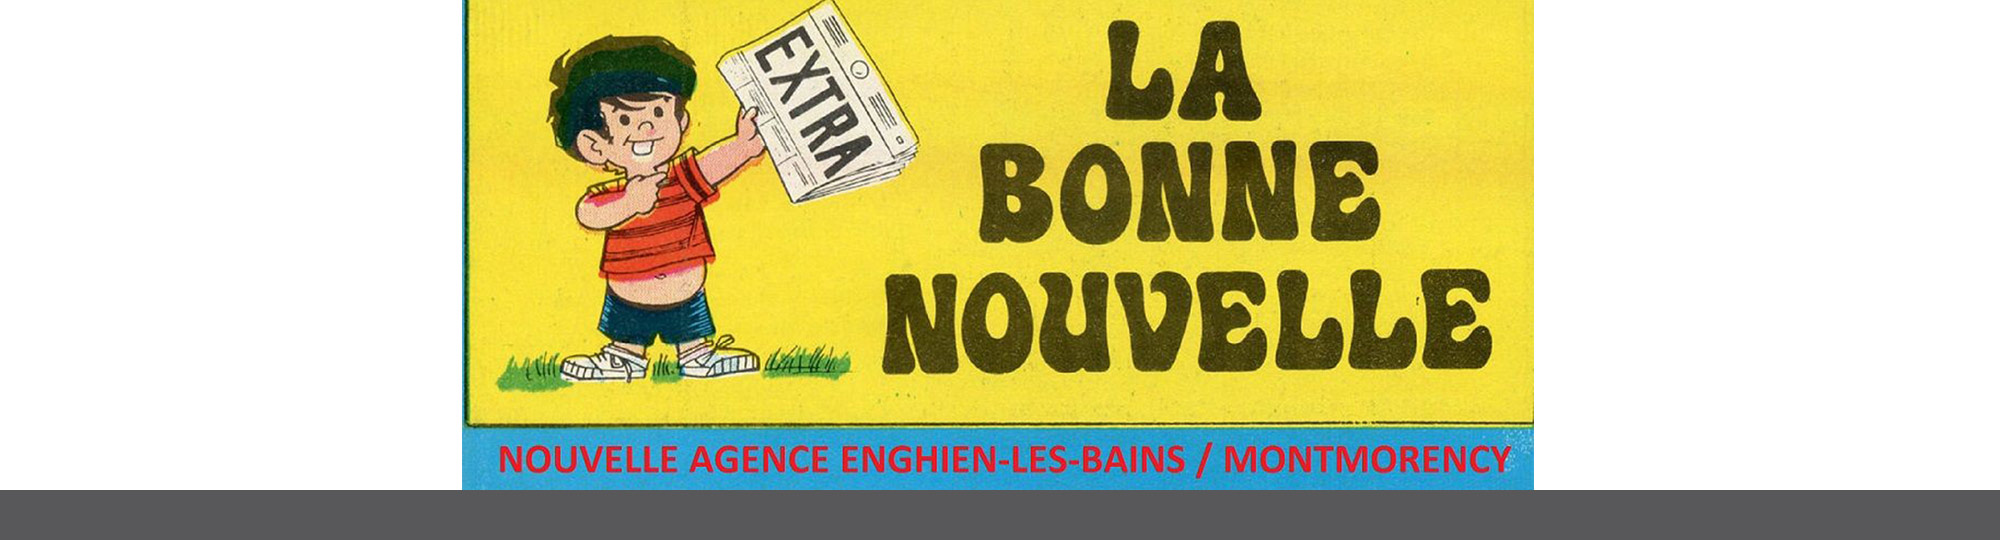 EXTRA
LA
BONNE
NOUVELLE
NOUVELLE AGENCE ENGHIEN-LES-BAINS / MONTMORENCY